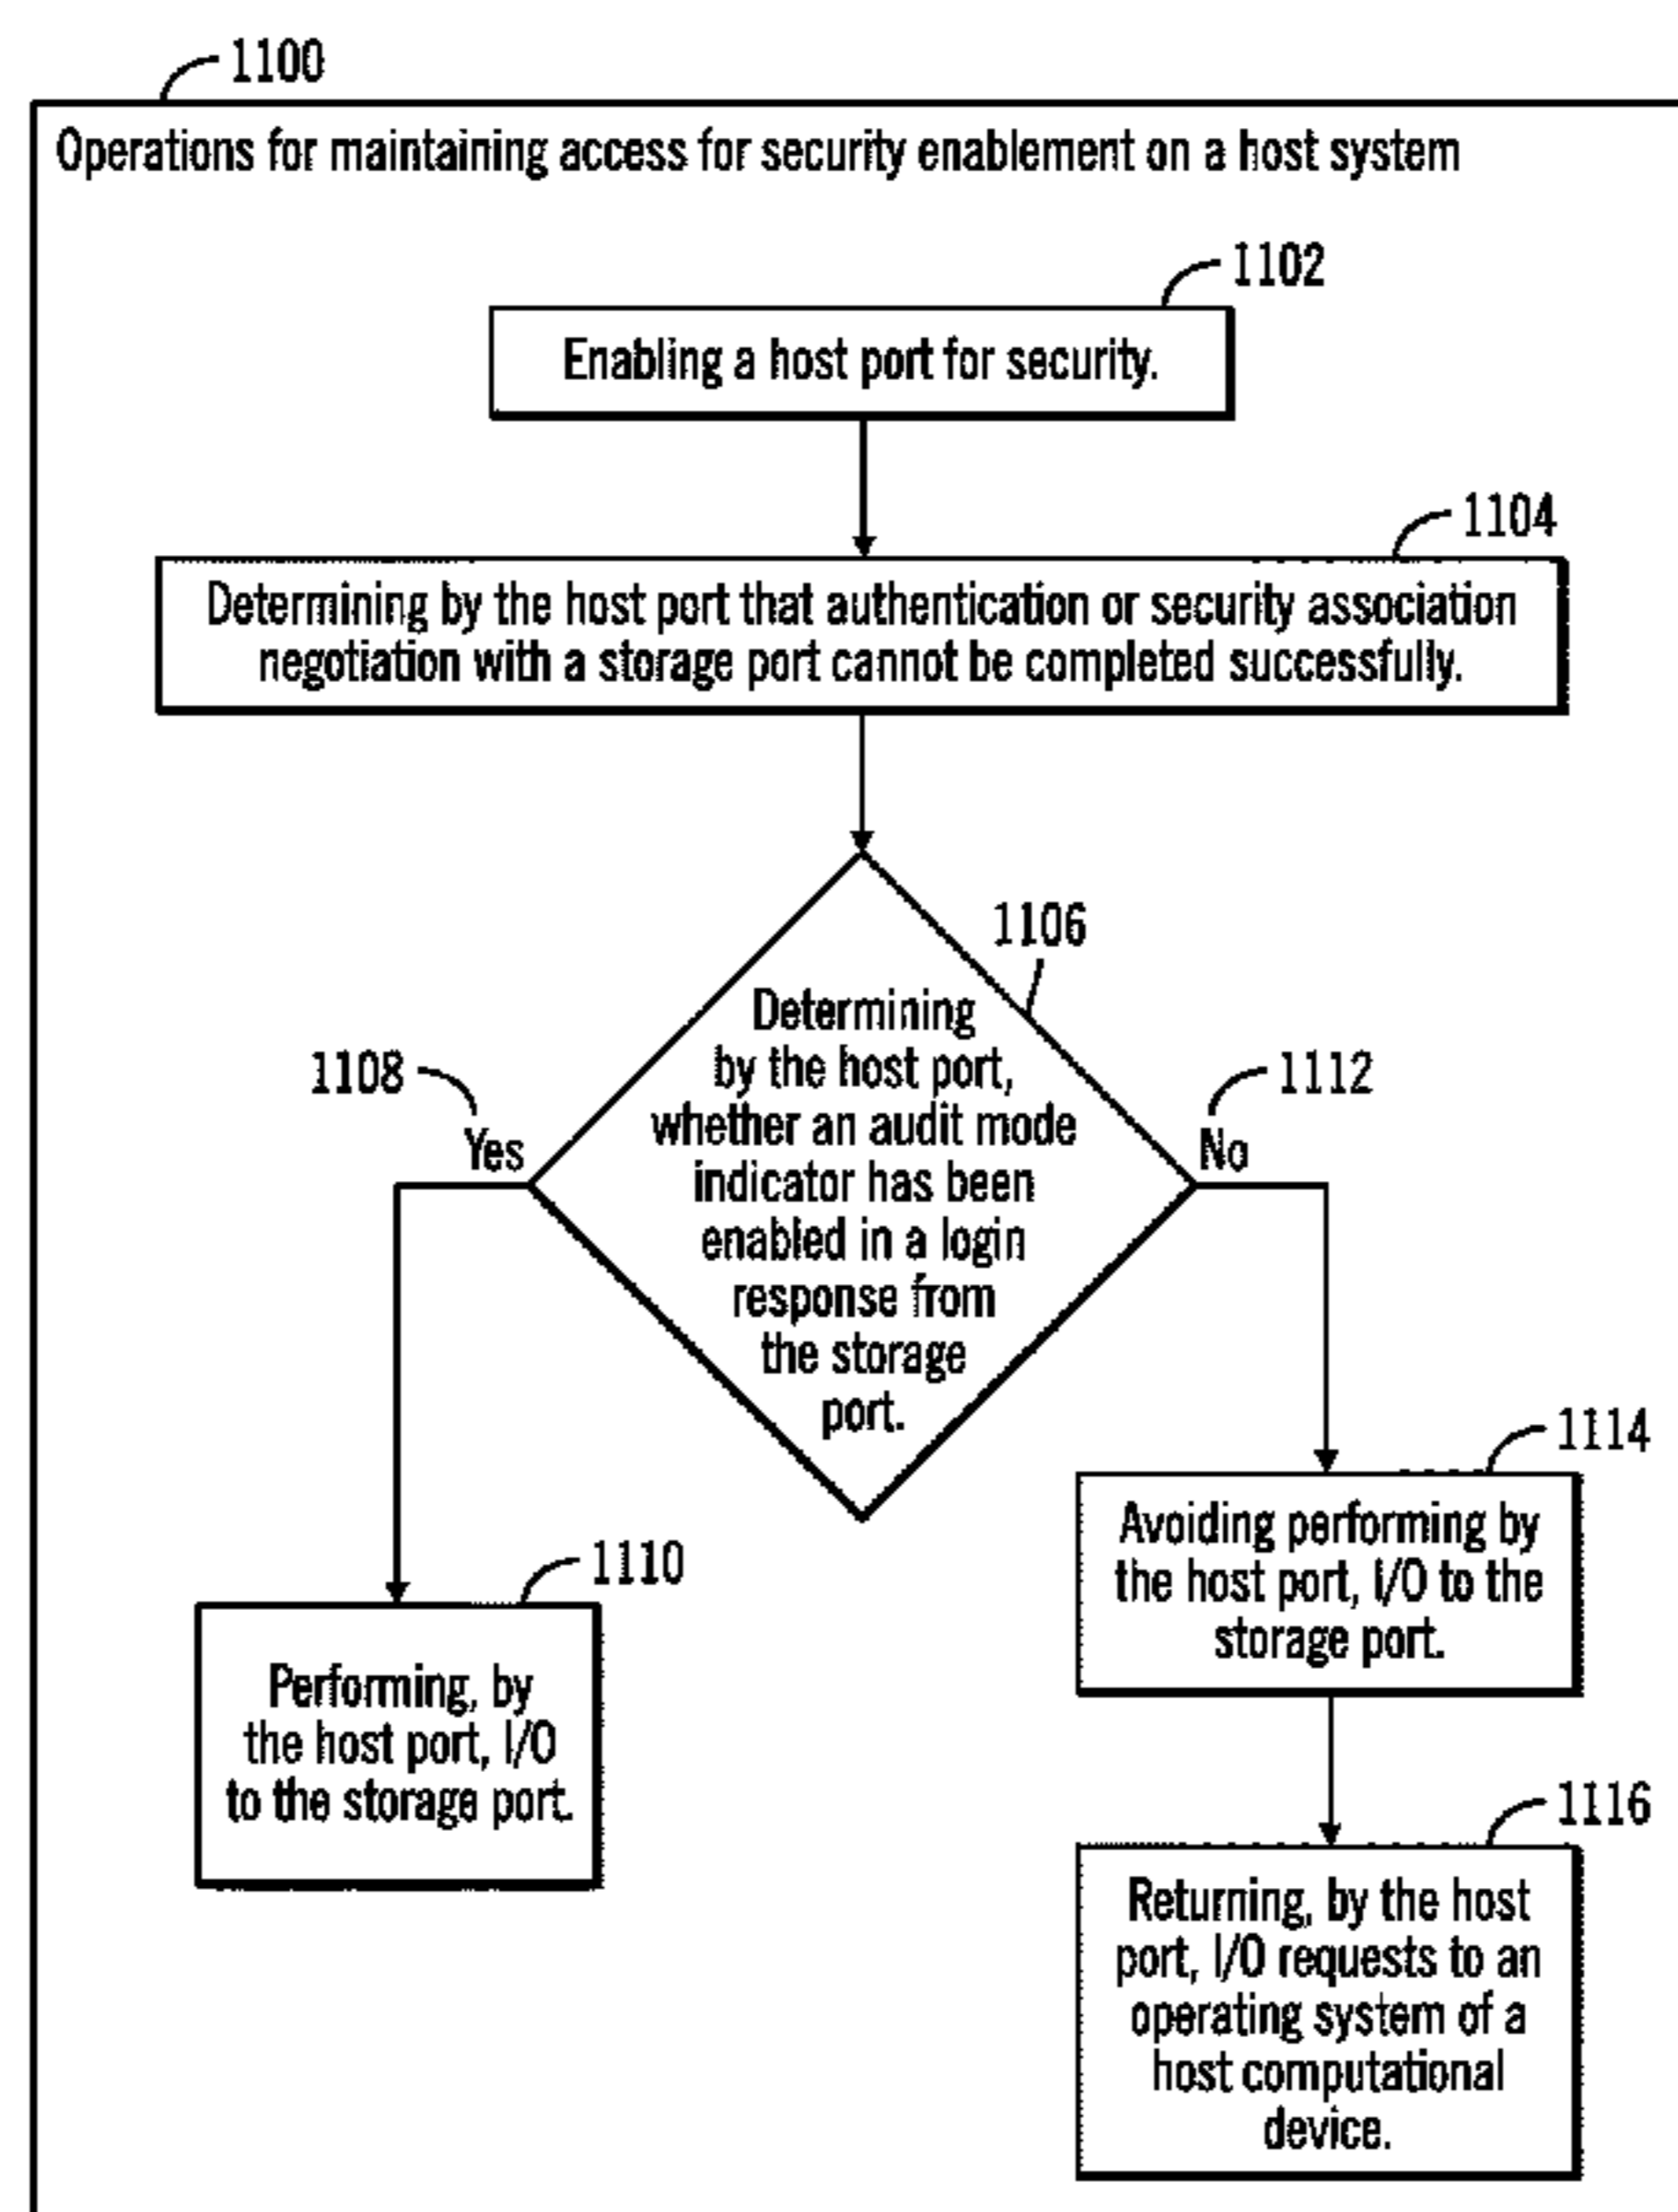 1100
Operations for maintaining access for security enablement on a host system
1102
Enabling a host port for security.
1104
Determining by the host port that authentication or security association
negotiation with a storage port cannot be completed successfully.
1106
Determining
by the host port,
whether an audit mode
indicator has been
enabled in a login
response from
the storage
port.
1108
Yes
1112
No
1110
Performing, by
the host port, I/O
to the storage port.
1114
Avoiding performing by
the host port, I/O to the
storage port.
1116
Returning, by the host
port, I/O requests to an
operating system of a
host computational
device.